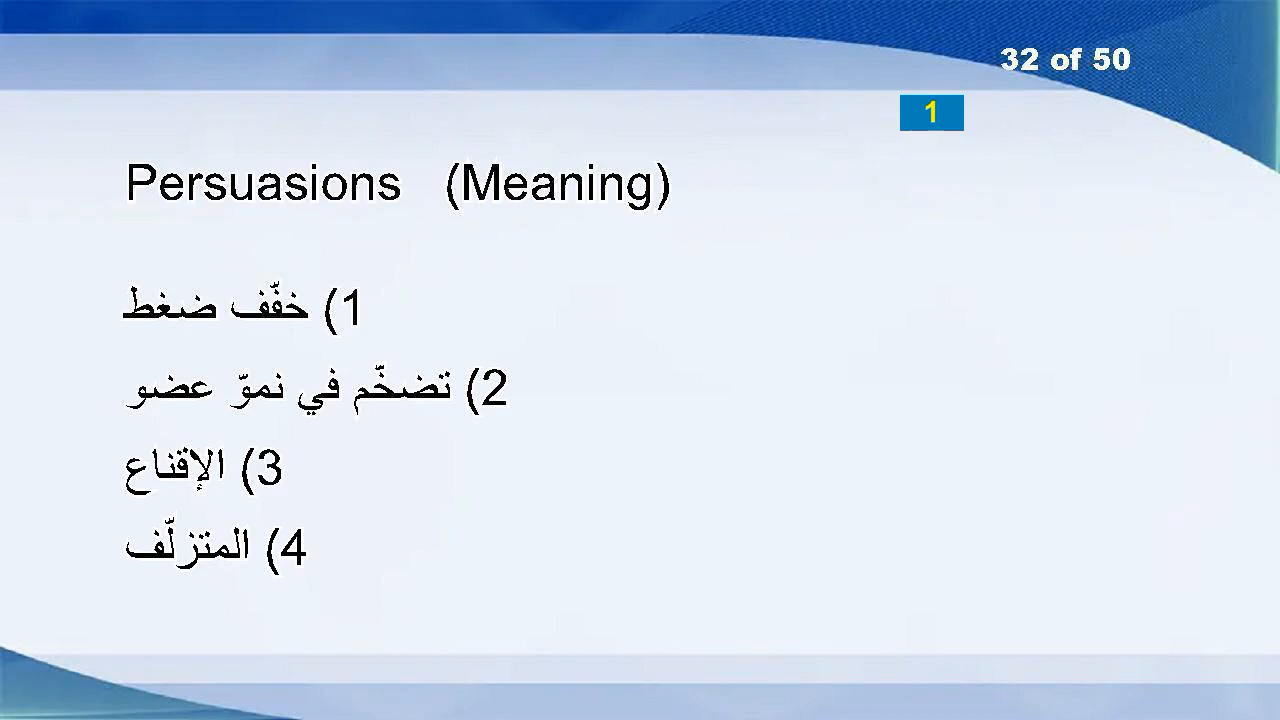 32 of 50
1
Persuasions (Meaning)
1) خفّف ضغط
2) تضخّم في نموّ عضو
3) الإقناع
4) المتزلّف